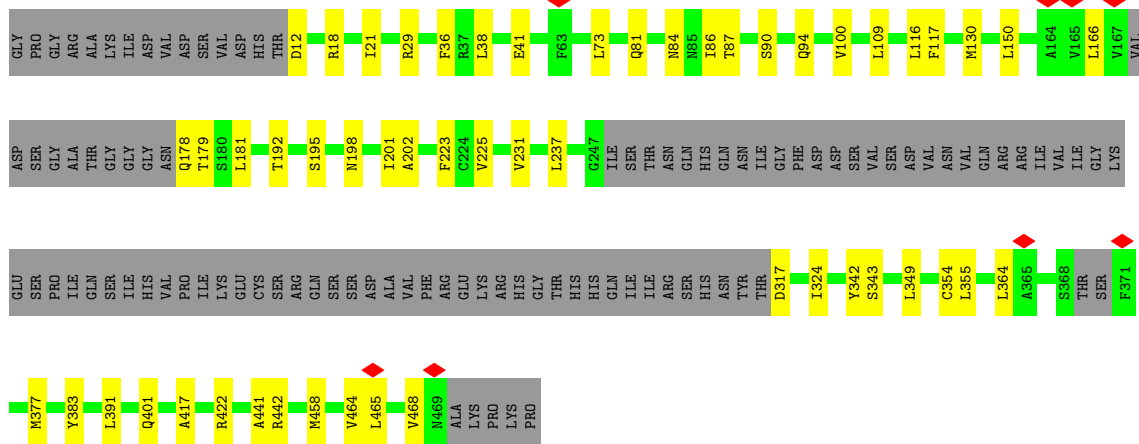 GLY PRO GLY ARG ALA LYS ILE ASP VAL ASP SER VAL ASP HIS THR D12 R18 I21 R29 F36 R37 L38 E41 F63 L73 Q81 N84 N85 I86 T87 S90 Q94 V100 L109 L116 F117 M130 L150 A164 V165 L166 V167 VAL
ASP SER GLY ALA THR GLY GLY GLY ASN Q178 T179 S180 L181 T192 S195 N198 I201 A202 F223 C224 V225 V231 L237 G247 ILE SER THR ASN GLN HIS GLN ASN ILE GLY PHE ASP ASP SER VAL SER ASP VAL ASN VAL GLN ARG ARG ILE VAL ILE GLY LYS
GLU SER PRO ILE GLN SER ILE HIS VAL PRO ILE LYS GLU CYS SER ARG GLN SER SER ASP ALA VAL PHE ARG GLU LYS ARG HIS GLY THR HIS HIS GLN ILE ILE ARG SER HIS ASN TYR THR D317 I324 Y342 S343 L349 C354 L355 L364 A365 S368 THR SER F371
M377 Y383 L391 Q401 A417 R422 A441 R442 M458 V464 L465 V468 N469 ALA LYS PRO LYS PRO